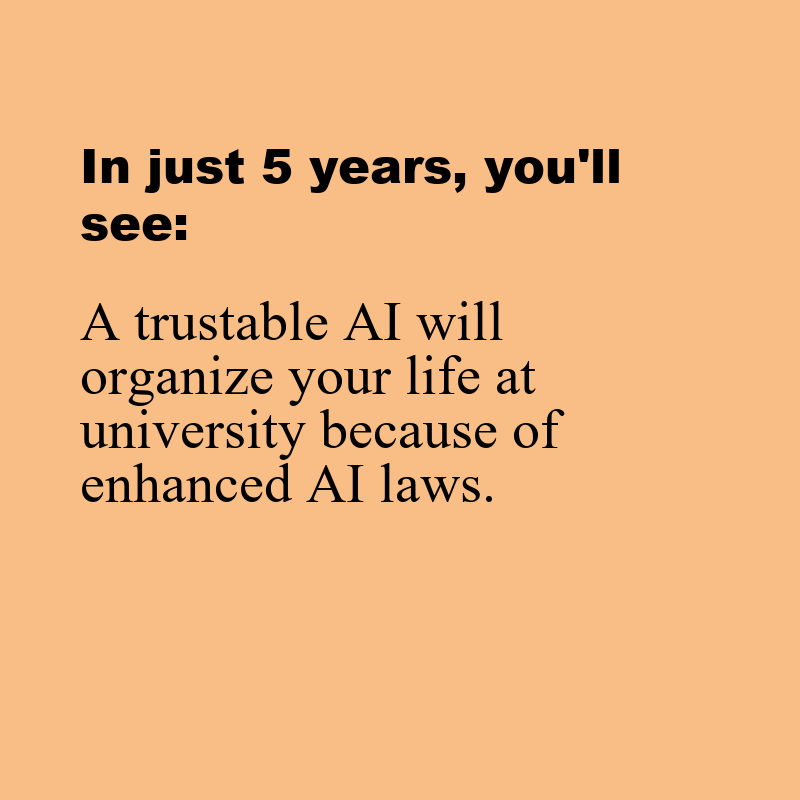 In just 5 years, you'll
see:
A trustable AI will
organize your life at
university because of
enhanced AI laws.